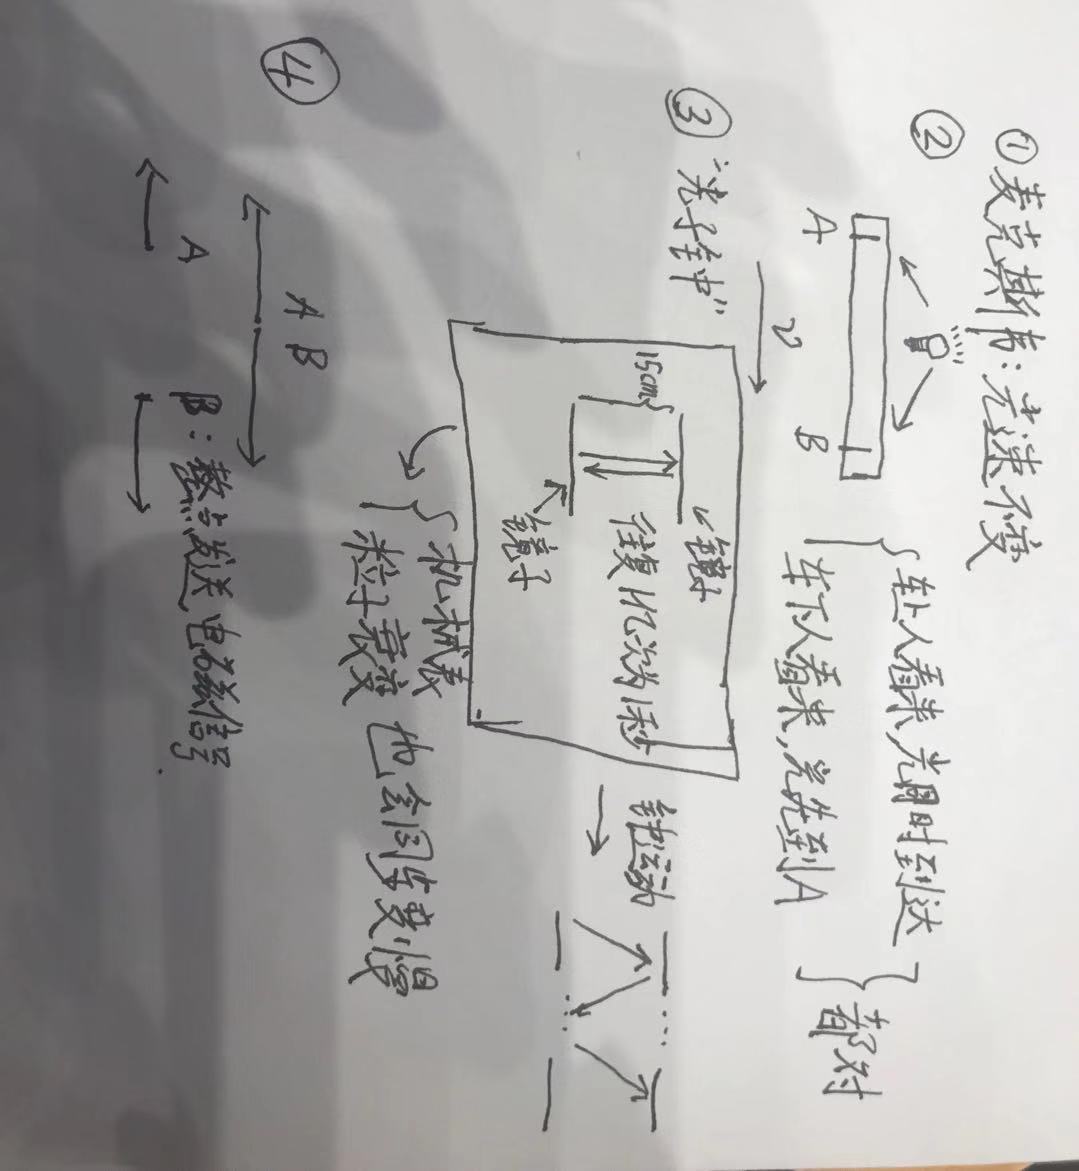 ①麦克斯韦:光速不变
②
车上人看来,光同时到达
车下人看来,光先到A
都对
A
B
v
③“光子钟”
镜子
15cm
往复1亿次为1秒
镜子
钟运动
机械表
粒子衰变
也会同步变慢
④
A B
A
B:整点发送电磁信号.